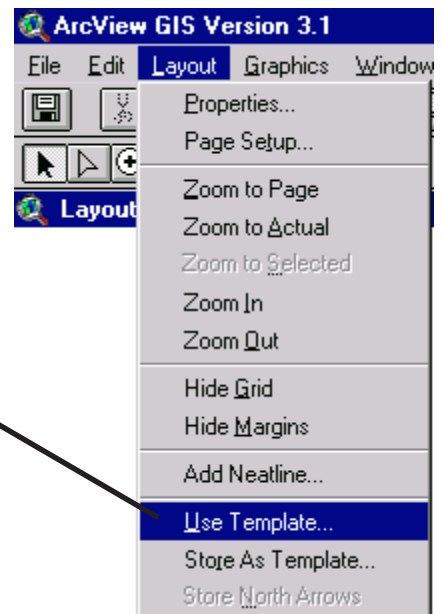 ArcView GIS Version 3.1
File Edit Layout Graphics Window
Layout
Properties...
Page Setup...
Zoom to Page
Zoom to Actual
Zoom to Selected
Zoom In
Zoom Out
Hide Grid
Hide Margins
Add Neatline...
Use Template...
Store As Template...
Store North Arrows